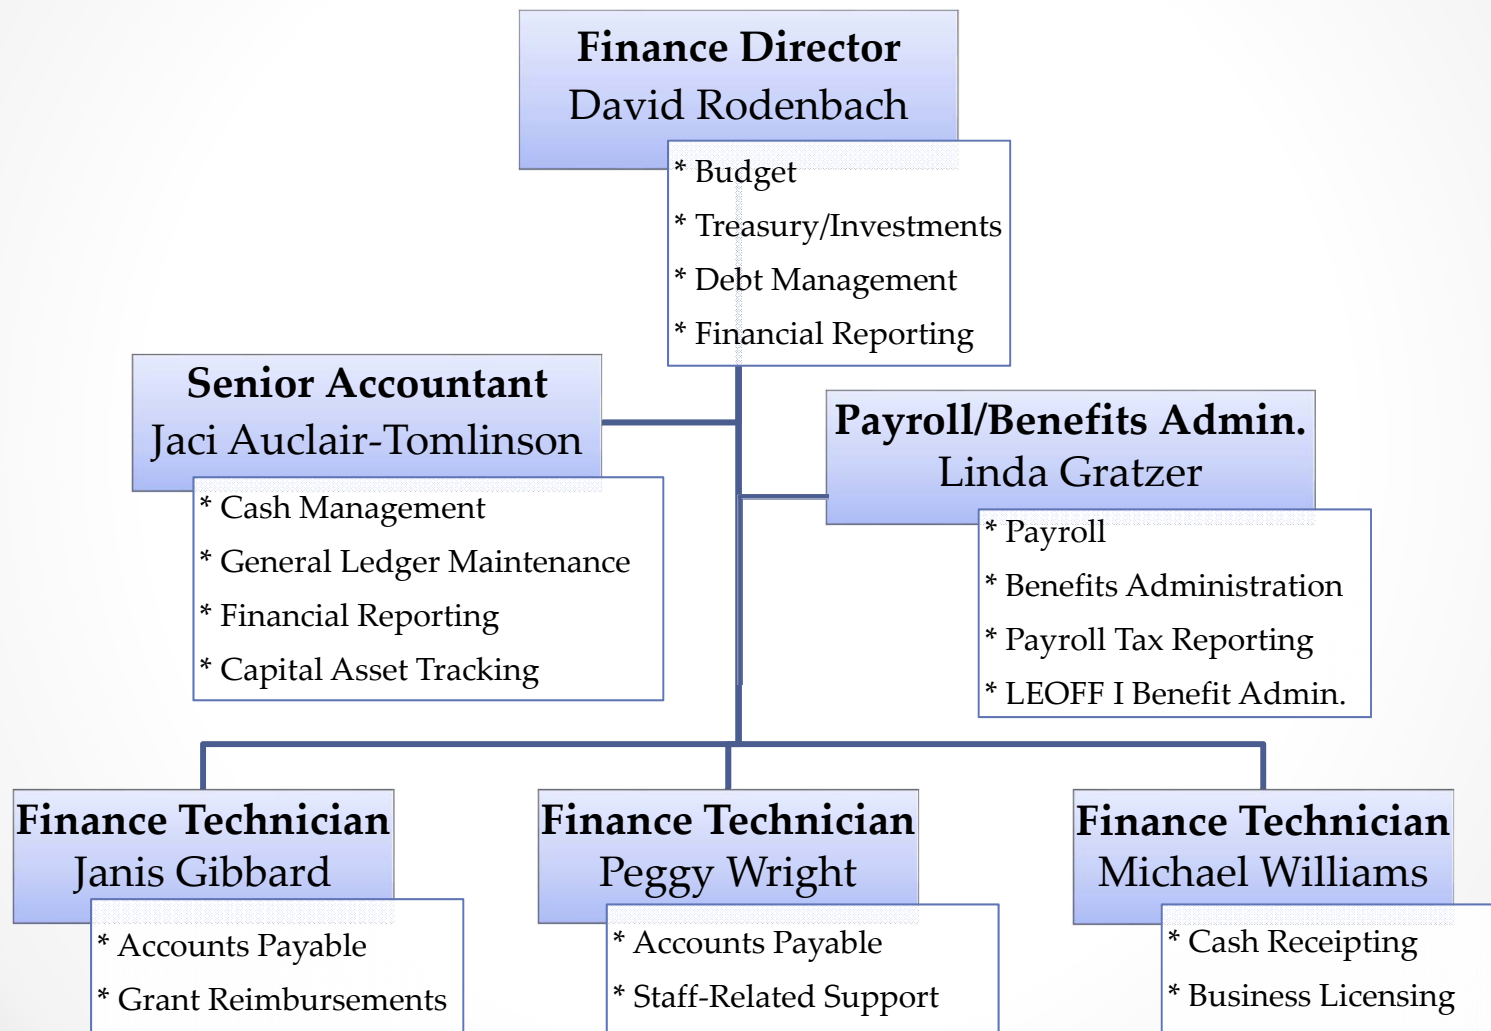 Finance Director
David Rodenbach
* Budget
* Treasury/Investments
* Debt Management
* Financial Reporting
Senior Accountant
Jaci Auclair-Tomlinson
* Cash Management
* General Ledger Maintenance
* Financial Reporting
* Capital Asset Tracking
Payroll/Benefits Admin.
Linda Gratzer
* Payroll
* Benefits Administration
* Payroll Tax Reporting
* LEOFF I Benefit Admin.
Finance Technician
Janis Gibbard
* Accounts Payable
* Grant Reimbursements
Finance Technician
Peggy Wright
* Accounts Payable
* Staff-Related Support
Finance Technician
Michael Williams
* Cash Receipting
* Business Licensing